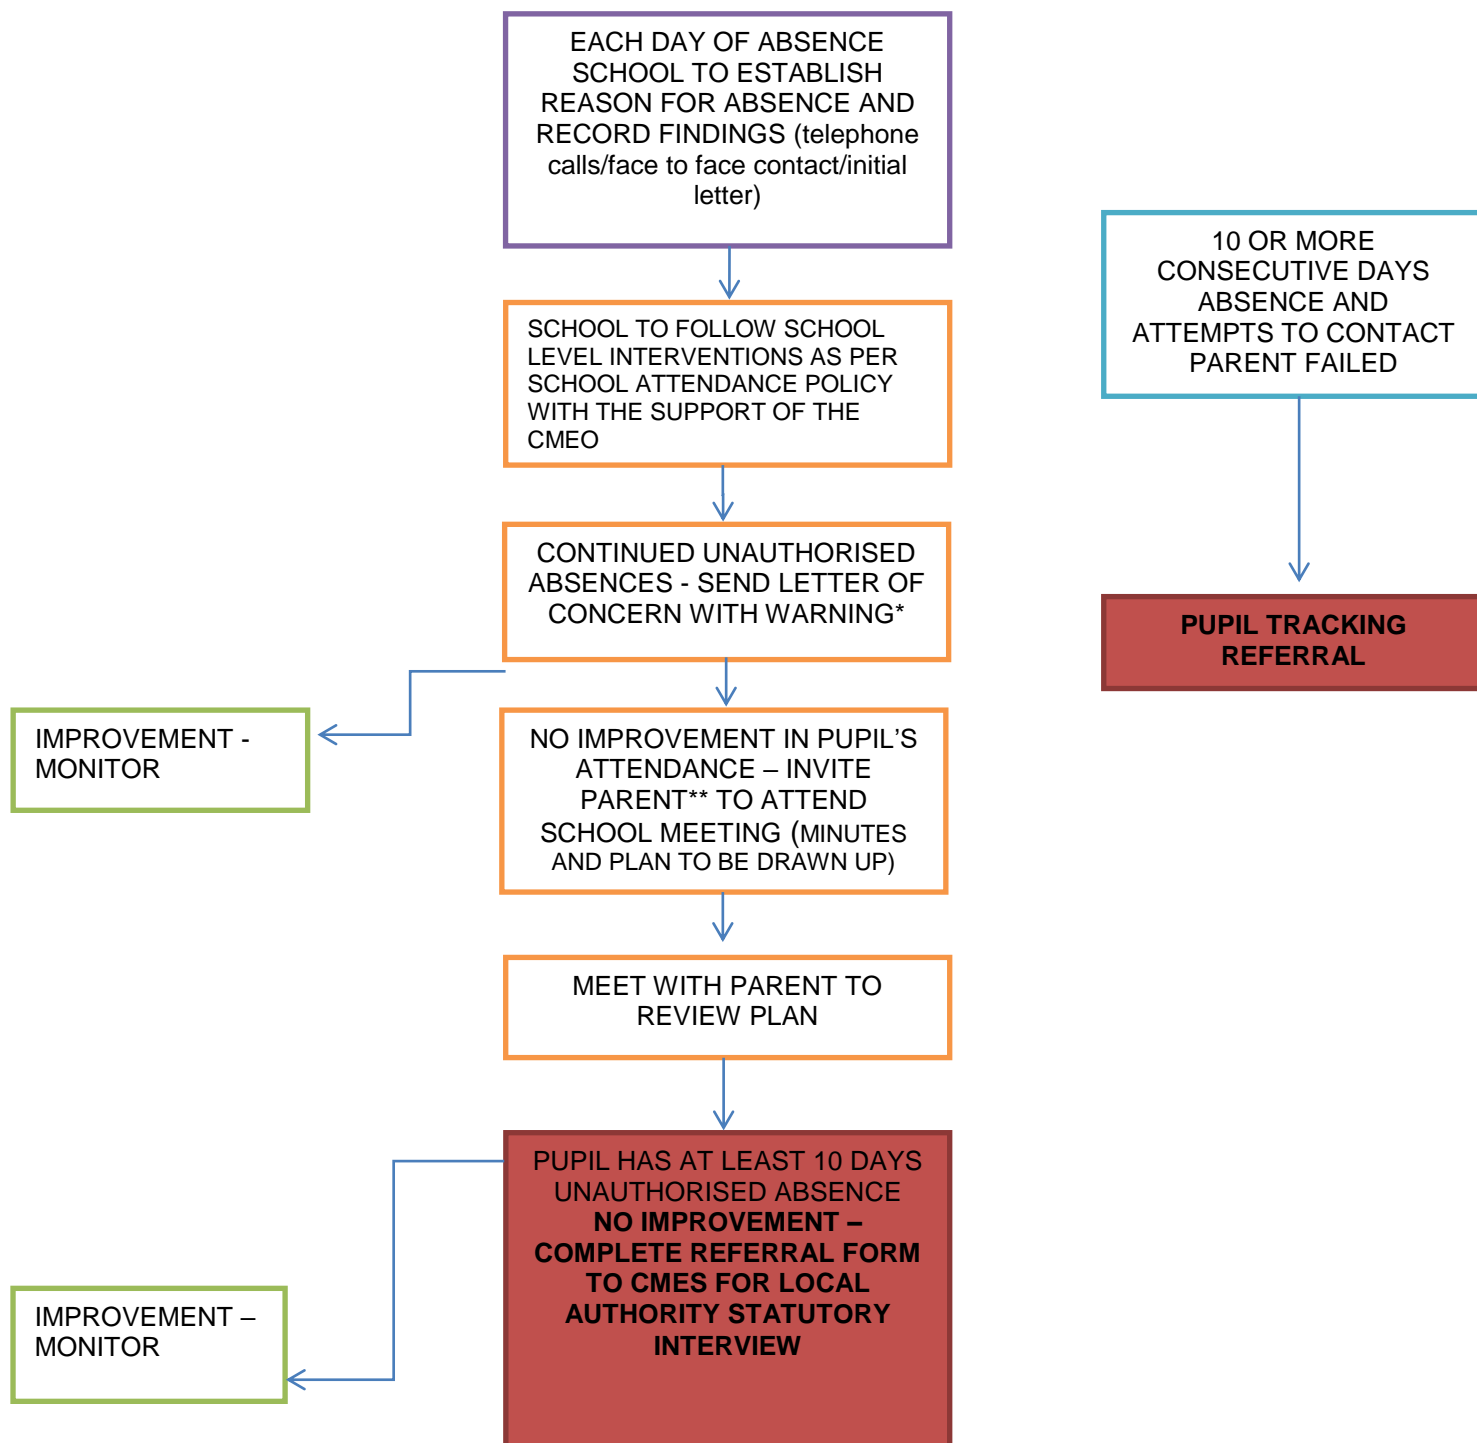 EACH DAY OF ABSENCE
SCHOOL TO ESTABLISH
REASON FOR ABSENCE AND
RECORD FINDINGS (telephone
calls/face to face contact/initial
letter)
10 OR MORE
CONSECUTIVE DAYS
ABSENCE AND
ATTEMPTS TO CONTACT
PARENT FAILED
SCHOOL TO FOLLOW SCHOOL
LEVEL INTERVENTIONS AS PER
SCHOOL ATTENDANCE POLICY
WITH THE SUPPORT OF THE
CMEO
CONTINUED UNAUTHORISED
ABSENCES - SEND LETTER OF
CONCERN WITH WARNING*
PUPIL TRACKING
REFERRAL
IMPROVEMENT -
MONITOR
NO IMPROVEMENT IN PUPIL’S
ATTENDANCE – INVITE
PARENT** TO ATTEND
SCHOOL MEETING (MINUTES
AND PLAN TO BE DRAWN UP)
MEET WITH PARENT TO
REVIEW PLAN
PUPIL HAS AT LEAST 10 DAYS
UNAUTHORISED ABSENCE
NO IMPROVEMENT –
COMPLETE REFERRAL FORM
TO CMES FOR LOCAL
AUTHORITY STATUTORY
INTERVIEW
IMPROVEMENT –
MONITOR